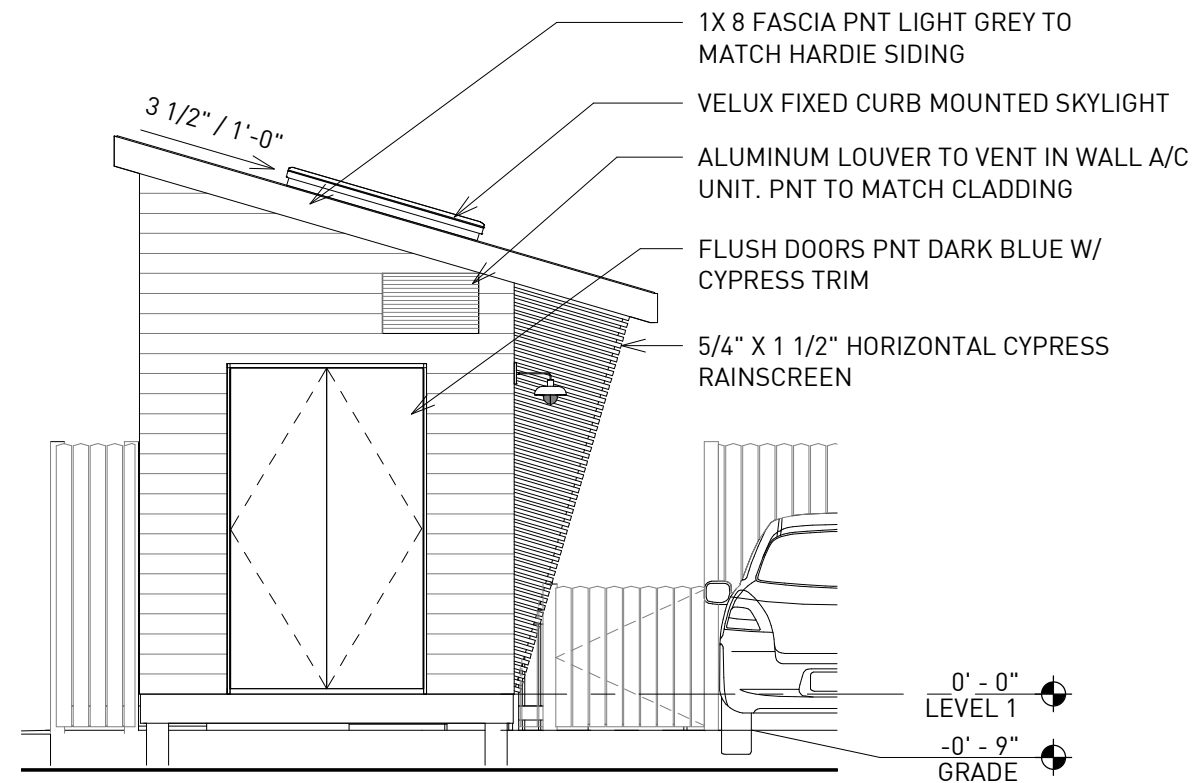 1X 8 FASCIA PNT LIGHT GREY TO
MATCH HARDIE SIDING
VELUX FIXED CURB MOUNTED SKYLIGHT
3 1/2" / 1'-0"
ALUMINUM LOUVER TO VENT IN WALL A/C
UNIT. PNT TO MATCH CLADDING
FLUSH DOORS PNT DARK BLUE W/
CYPRESS TRIM
5/4" X 1 1/2" HORIZONTAL CYPRESS
RAINSCREEN
0' - 0"
LEVEL 1
-0' - 9"
GRADE